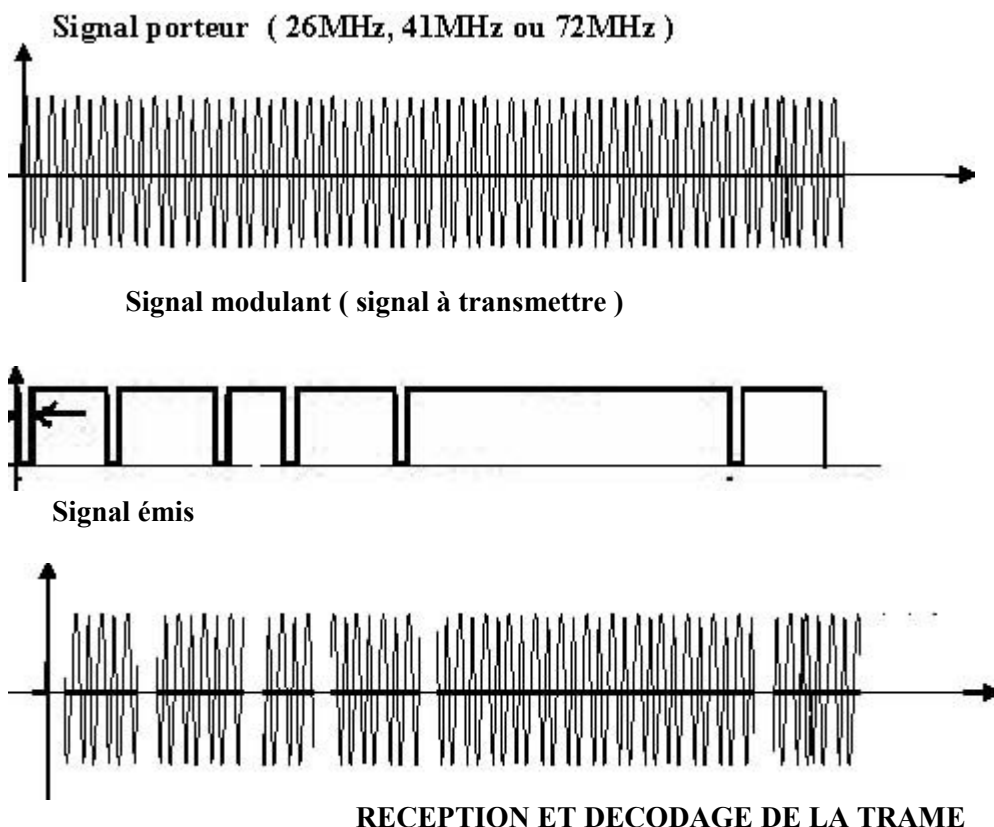 Signal porteur ( 26MHz, 41MHz ou 72MHz )
Signal modulant ( signal à transmettre )
Signal émis
RECEPTION ET DECODAGE DE LA TRAME